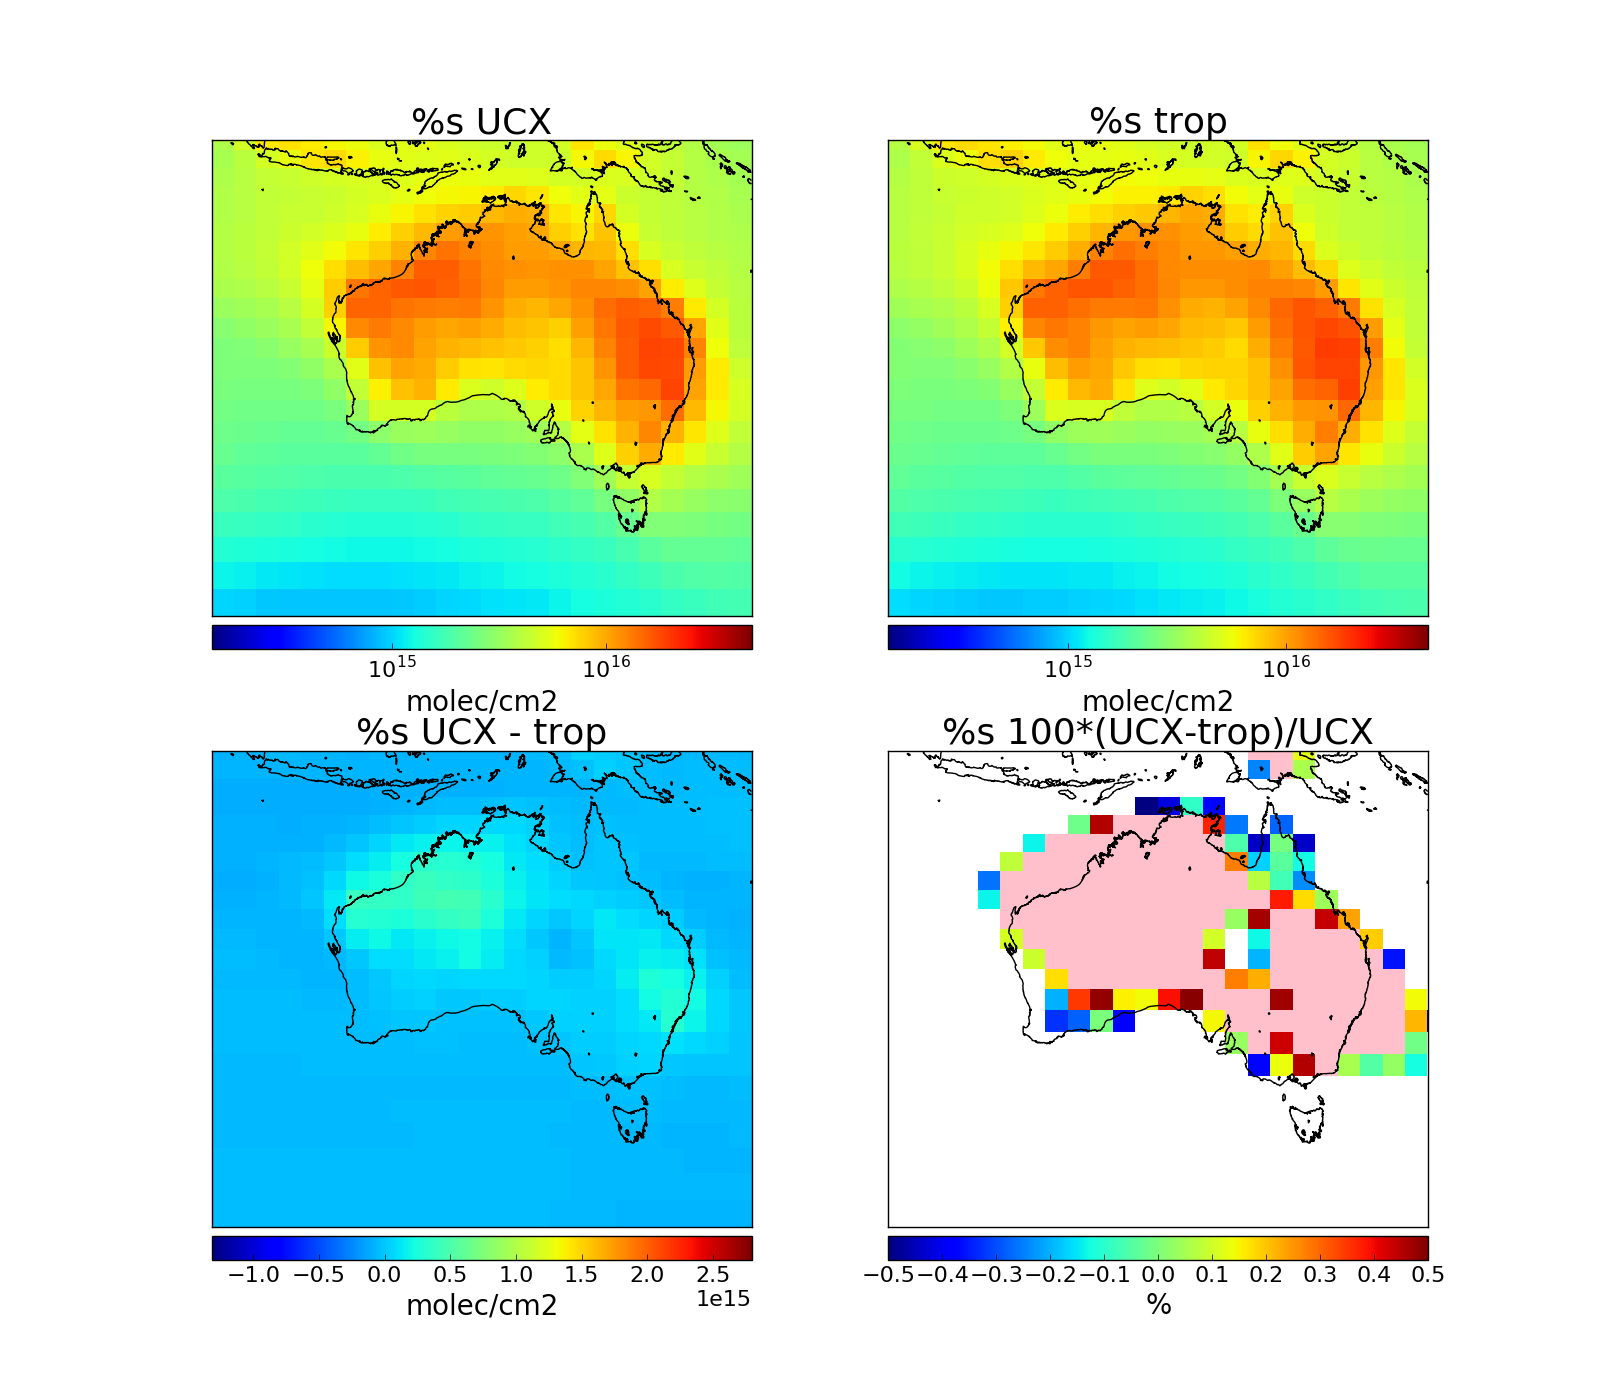 %s UCX
%s trop
10^15 10^16
molec/cm2
10^15 10^16
molec/cm2
%s UCX - trop
%s 100*(UCX-trop)/UCX
−1.0 −0.5 0.0 0.5 1.0 1.5 2.0 2.5
1e15
molec/cm2
−0.5 −0.4 −0.3 −0.2 −0.1 0.0 0.1 0.2 0.3 0.4 0.5
%